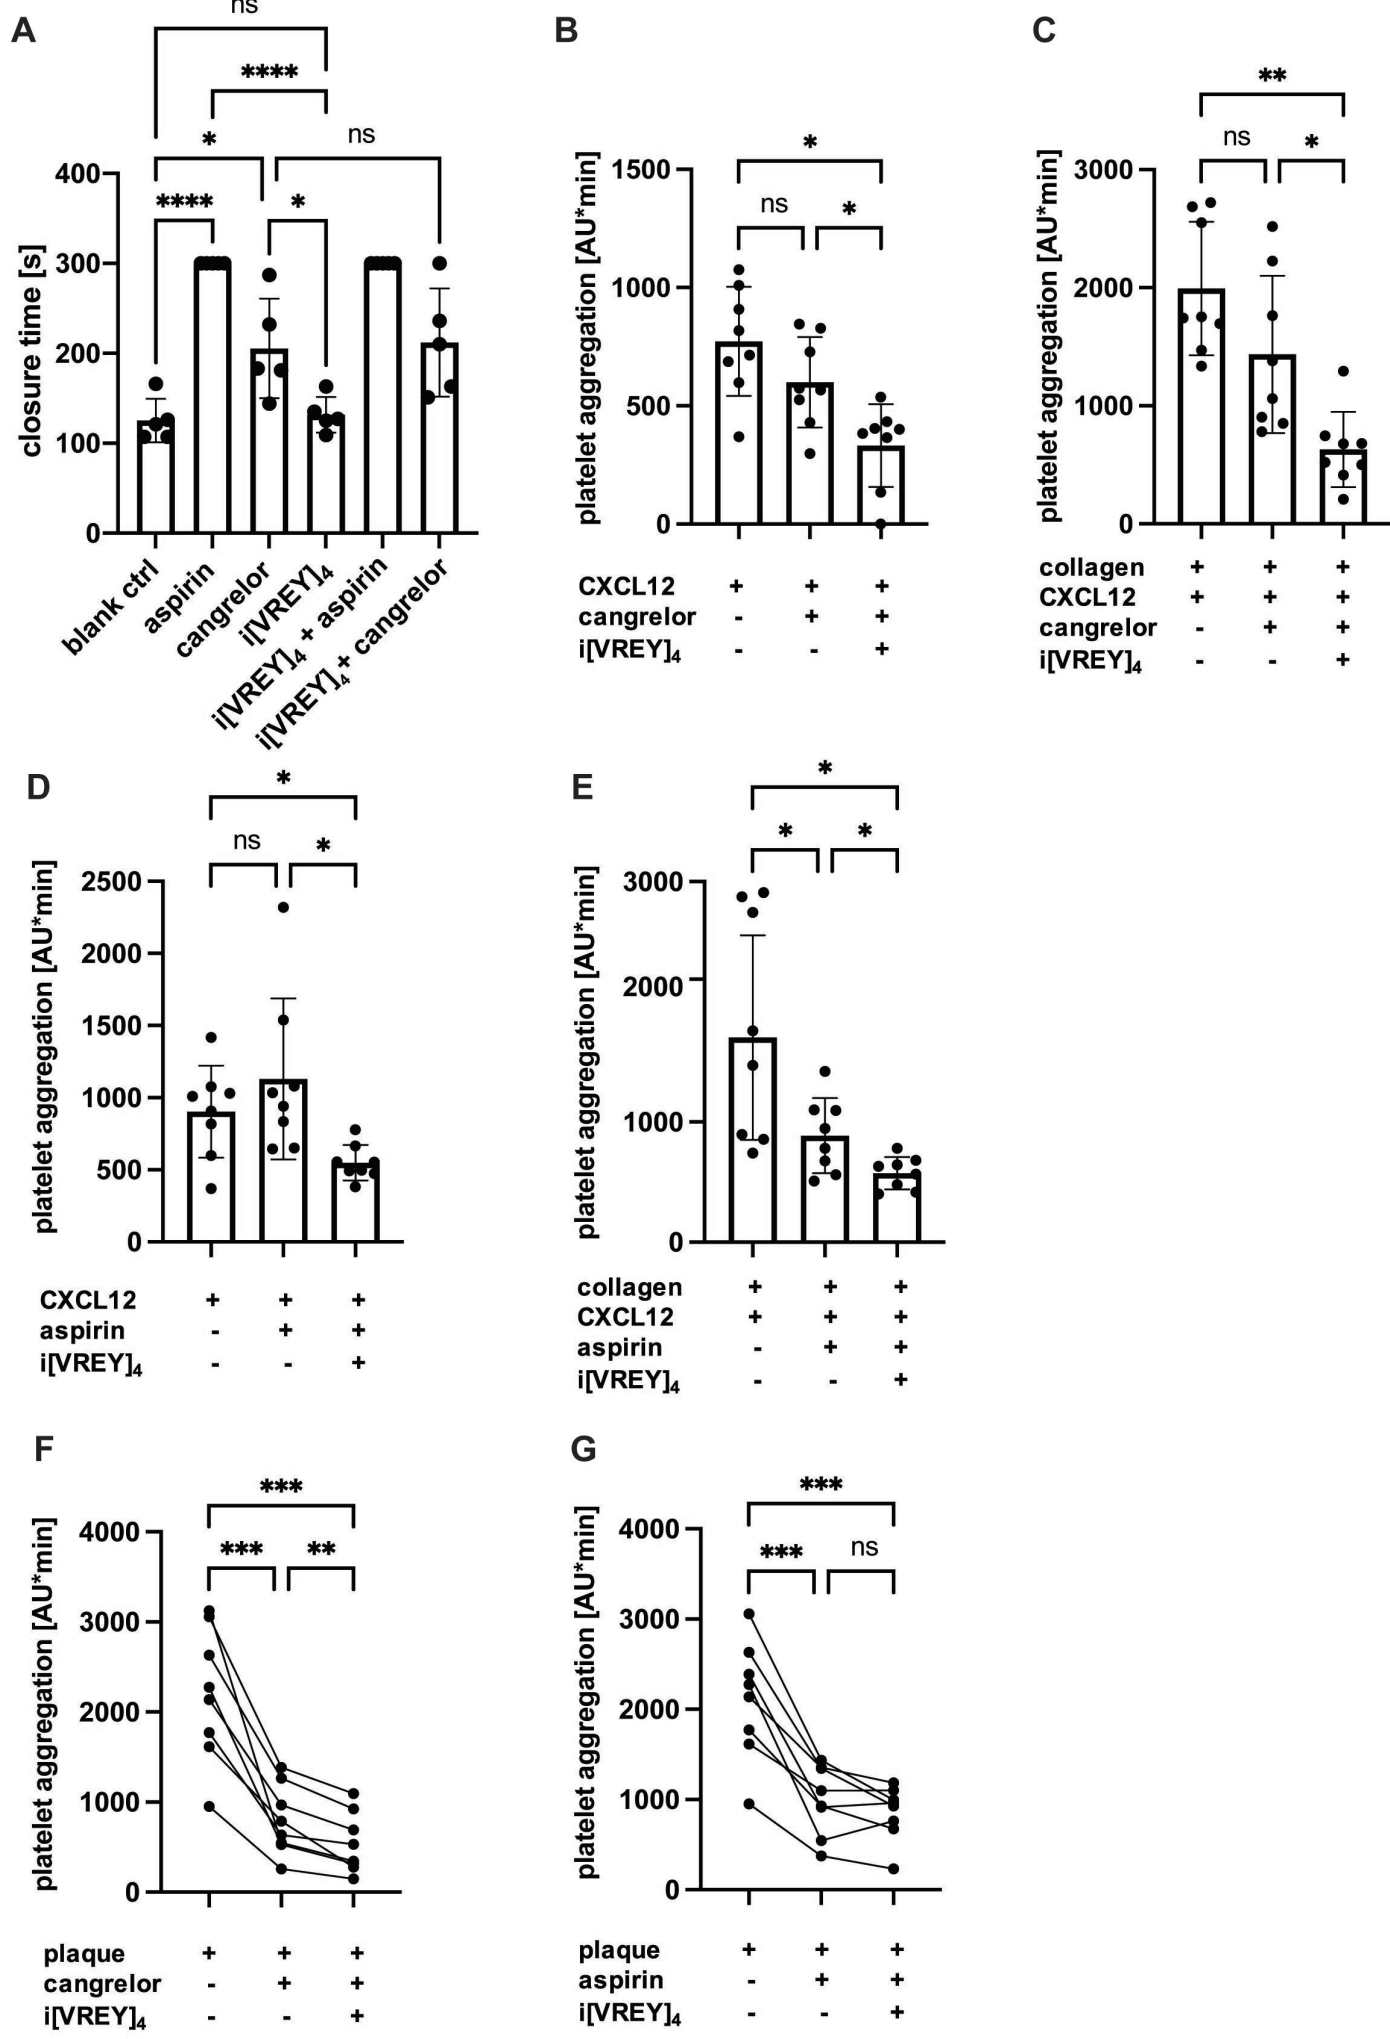 A
ns
****
* ns
**** *
closure time [s]
400
300
200
100
0
blank ctrl
aspirin
cangrelor
i[VREY]4
i[VREY]4 + aspirin
i[VREY]4 + cangrelor
B
*
ns *
platelet aggregation [AU*min]
1500
1000
500
0
CXCL12 + + +
cangrelor - + +
i[VREY]4 - - +
C
**
ns *
platelet aggregation [AU*min]
3000
2000
1000
0
collagen + + +
CXCL12 + + +
cangrelor - + +
i[VREY]4 - - +
D
*
ns *
platelet aggregation [AU*min]
2500
2000
1500
1000
500
0
CXCL12 + + +
aspirin - + +
i[VREY]4 - - +
E
*
* *
platelet aggregation [AU*min]
3000
2000
1000
0
collagen + + +
CXCL12 + + +
aspirin - + +
i[VREY]4 - - +
F
***
*** **
platelet aggregation [AU*min]
4000
3000
2000
1000
0
plaque + + +
cangrelor - + +
i[VREY]4 - - +
G
***
*** ns
platelet aggregation [AU*min]
4000
3000
2000
1000
0
plaque + + +
aspirin - + +
i[VREY]4 - - +